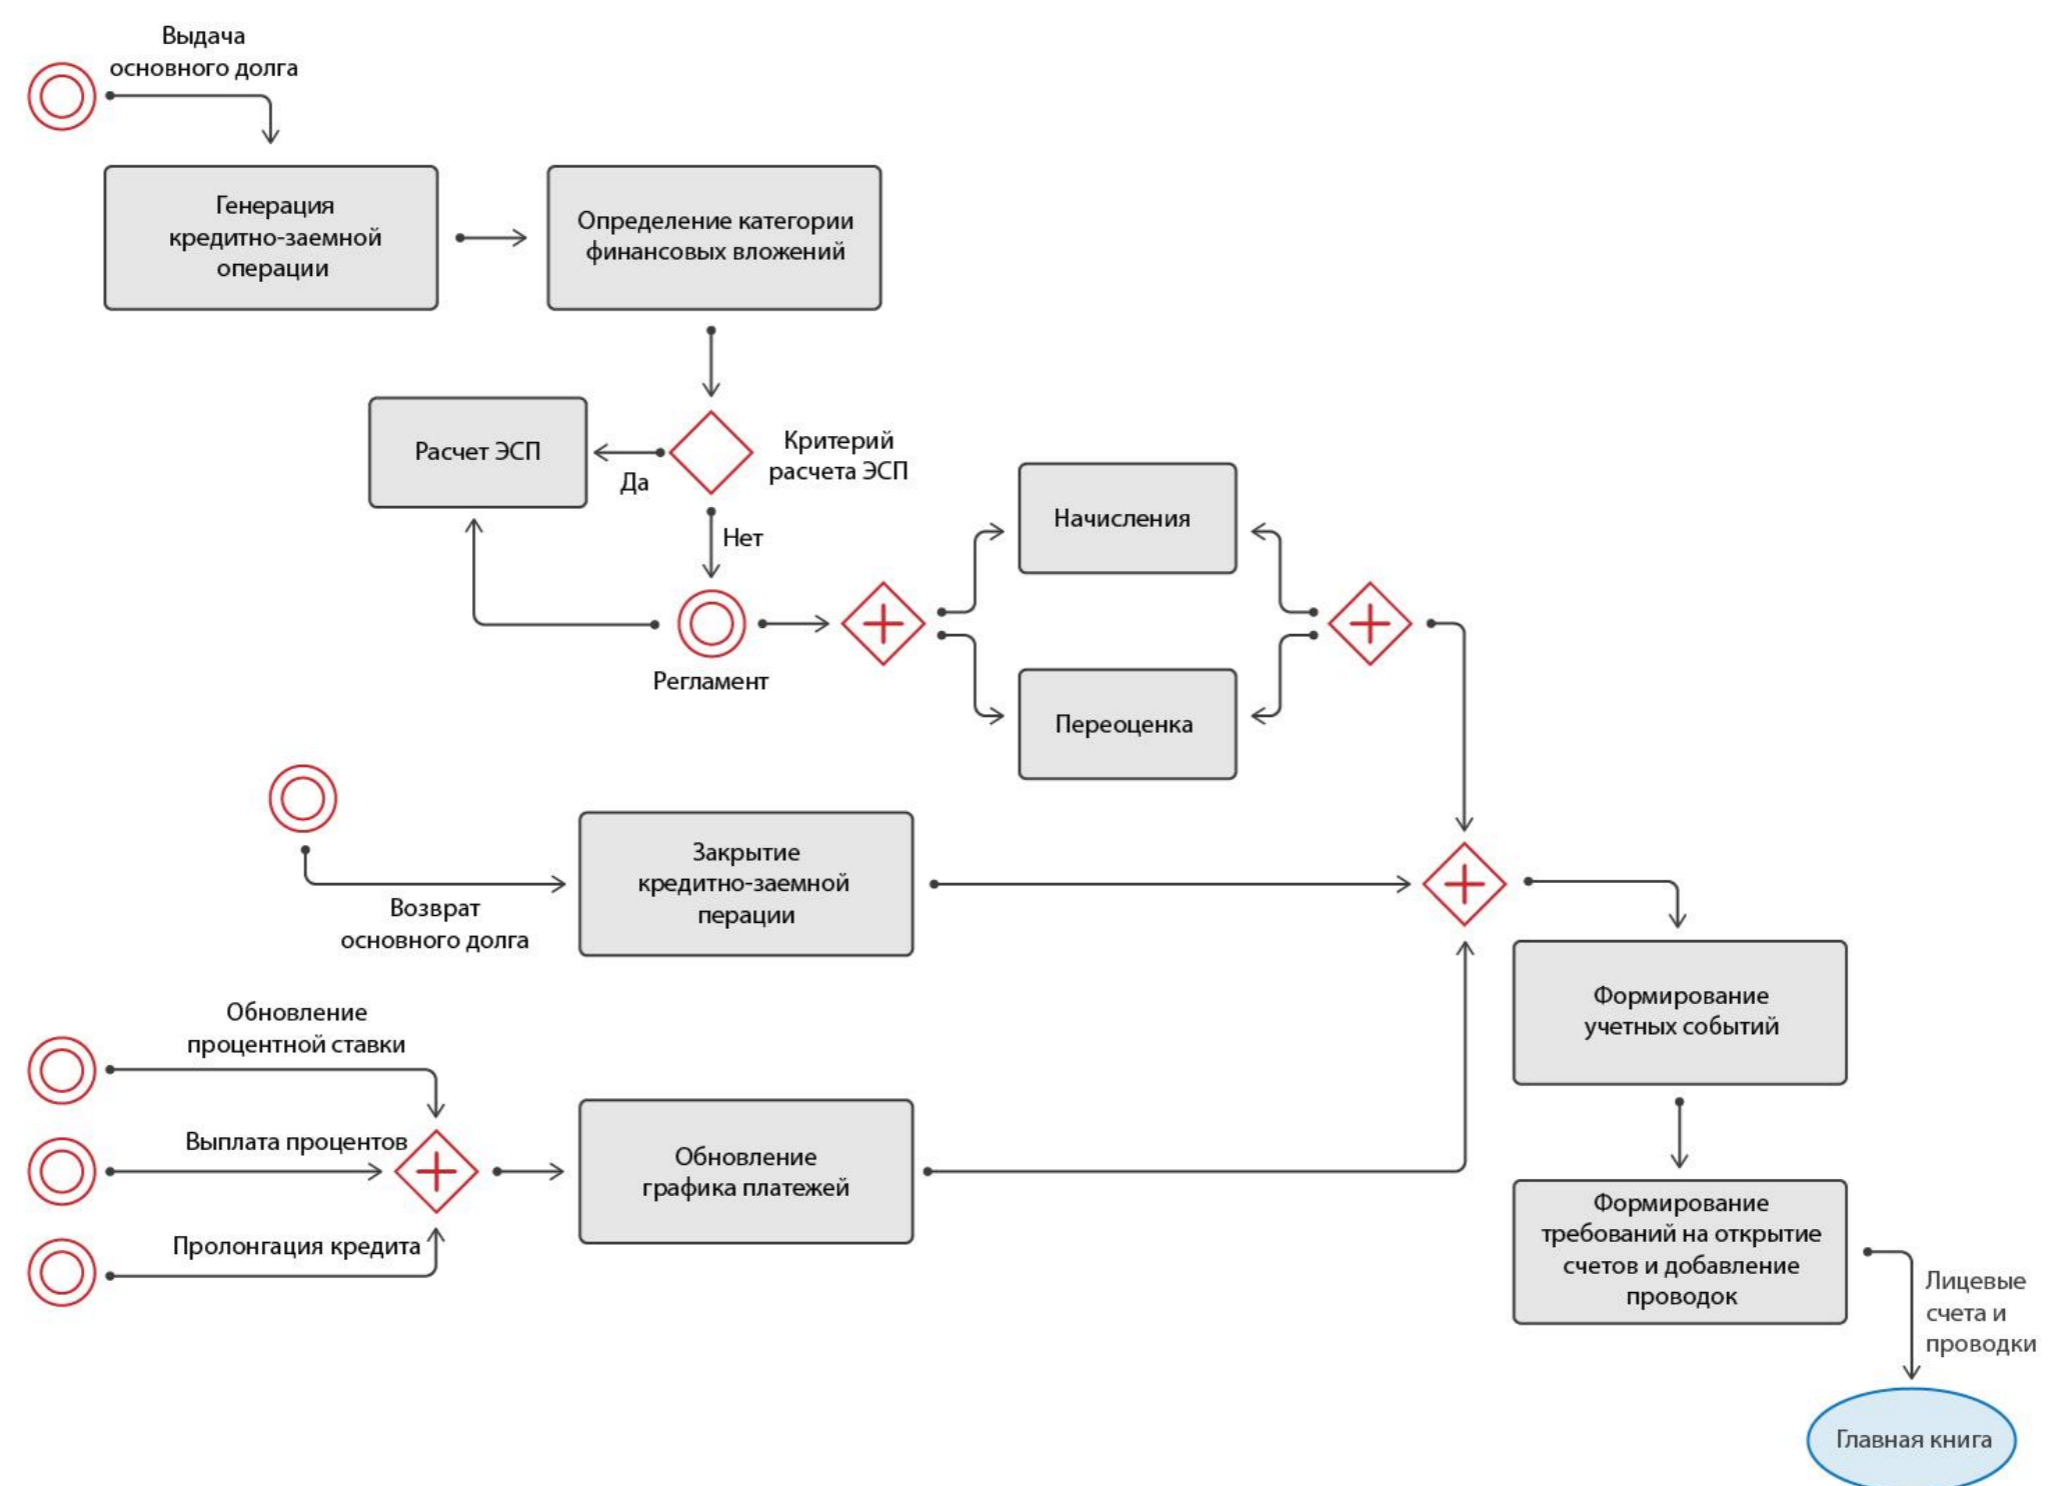 Выдача
основного долга
Генерация
кредитно-заемной
операции
Определение категории
финансовых вложений
Расчет ЭСП
Да
Критерий
расчета ЭСП
Нет
Начисления
Регламент
Переоценка
Закрытие
кредитно-заемной
перации
Возврат
основного долга
Обновление
процентной ставки
Выплата процентов
Пролонгация кредита
Обновление
графика платежей
Формирование
учетных событий
Формирование
требований на открытие
счетов и добавление
проводок
Лицевые
счета и
проводки
Главная книга